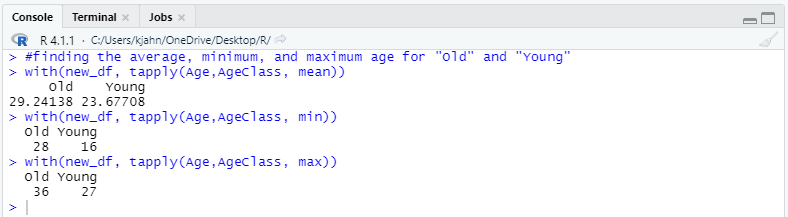 Console Terminal × Jobs ×
R R 4.1.1 · C:/Users/kjahn/OneDrive/Desktop/R/
> #finding the average, minimum, and maximum age for "Old" and "Young"
> with(new_df, tapply(Age,AgeClass, mean))
     Old    Young
29.24138 23.67708
> with(new_df, tapply(Age,AgeClass, min))
  Old Young
   28    16
> with(new_df, tapply(Age,AgeClass, max))
  Old Young
   36    27
>